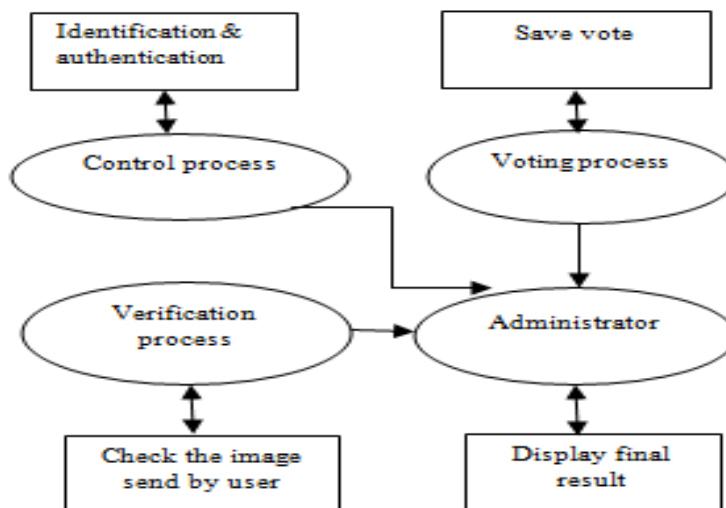 Identification &
authentication
Save vote
Control process
Voting process
Verification
process
Administrator
Check the image
send by user
Display final
result